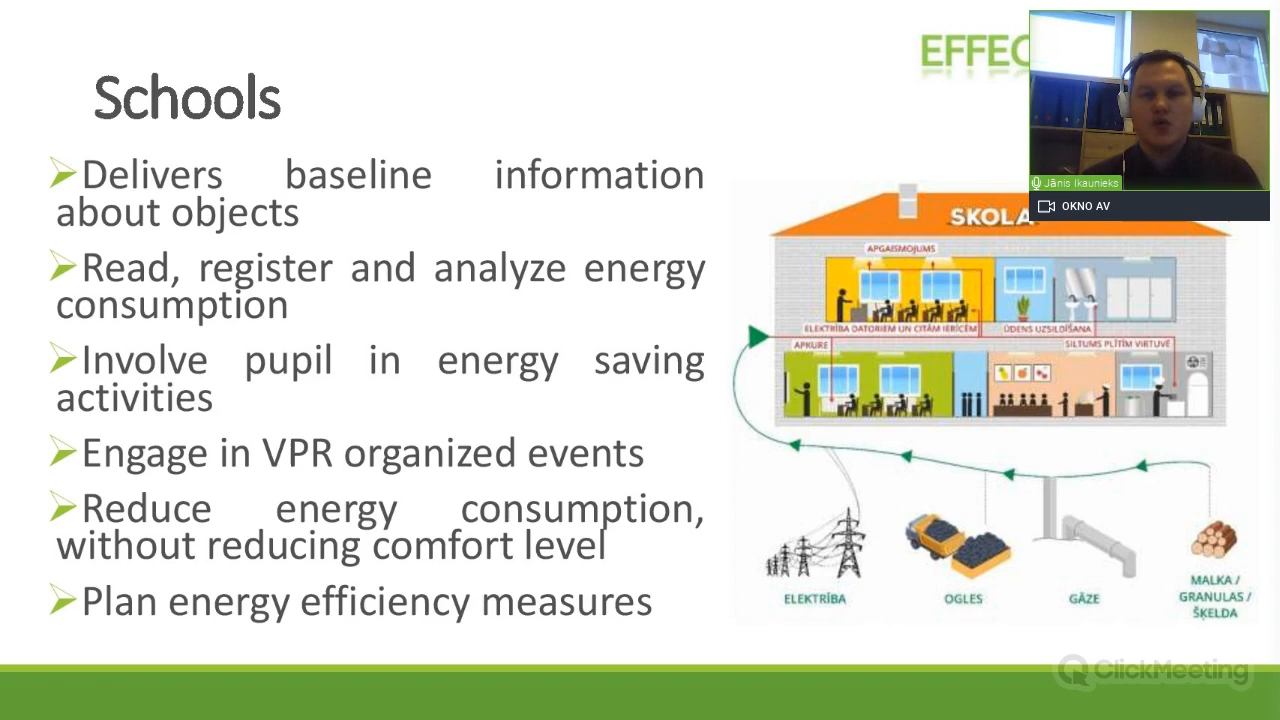 EFFEC
Schools
Delivers baseline information
about objects
Read, register and analyze energy
consumption
Involve pupil in energy saving
activities
Engage in VPR organized events
Reduce energy consumption,
without reducing comfort level
Plan energy efficiency measures
Jānis Ikaunieks
OKNO AV
SKOLA
APGAISMOJUMS
ELEKTRĪBA DATORIEM UN CITĀM IERĪCĒM
ŪDENS UZSILDĪŠANA
APKURE
SILTUMS PLĪTĪM VIRTUVĒ
ELEKTRĪBA
OGLES
GĀZE
MALKA /
GRANULAS /
ŠĶELDA
ClickMeeting